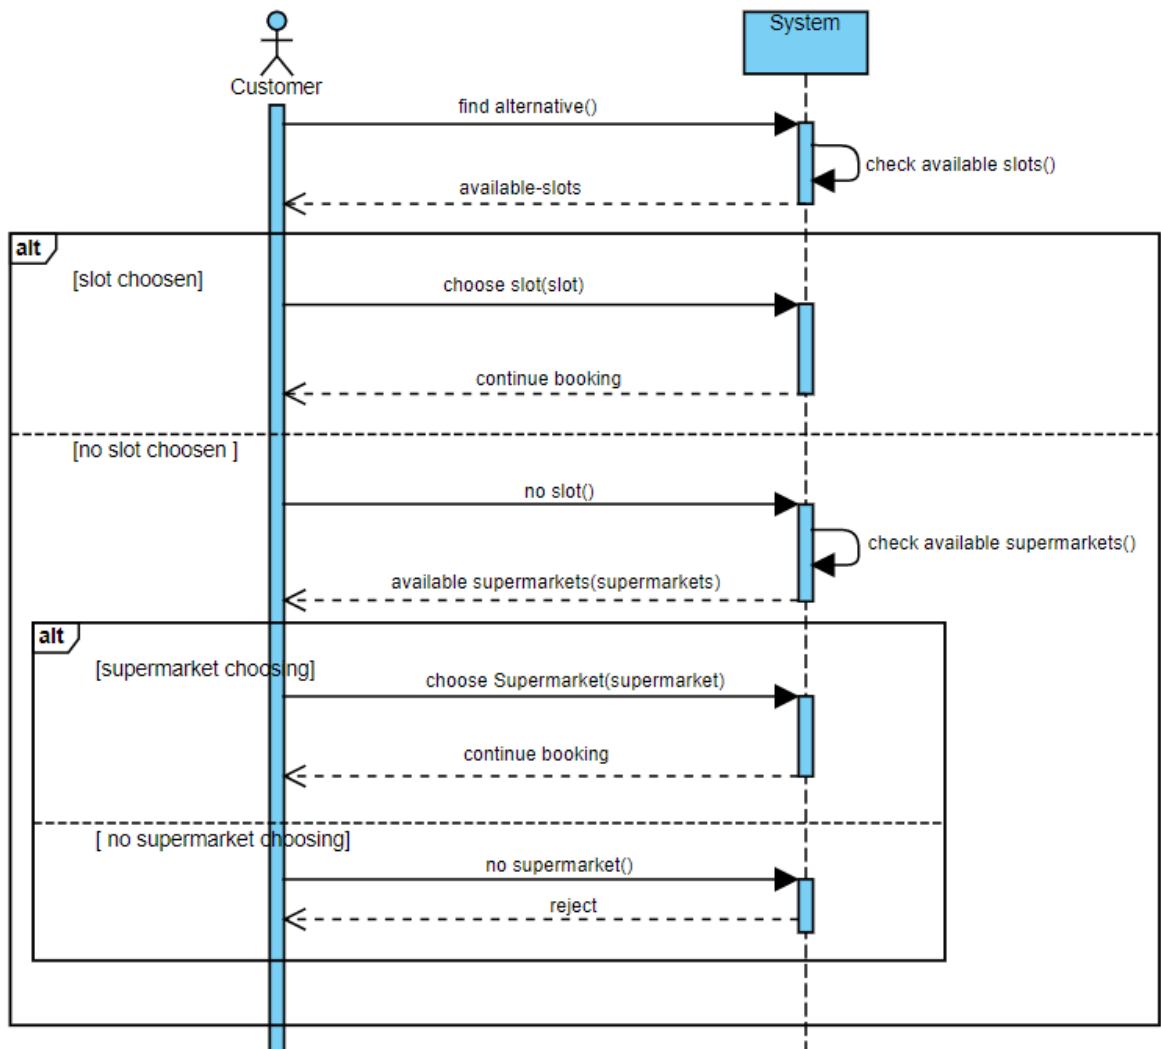 System
Customer
find alternative()
check available slots()
available-slots
alt
[slot choosen]
choose slot(slot)
continue booking
[no slot choosen ]
no slot()
check available supermarkets()
available supermarkets(supermarkets)
alt
[supermarket choosing]
choose Supermarket(supermarket)
continue booking
[ no supermarket choosing]
no supermarket()
reject